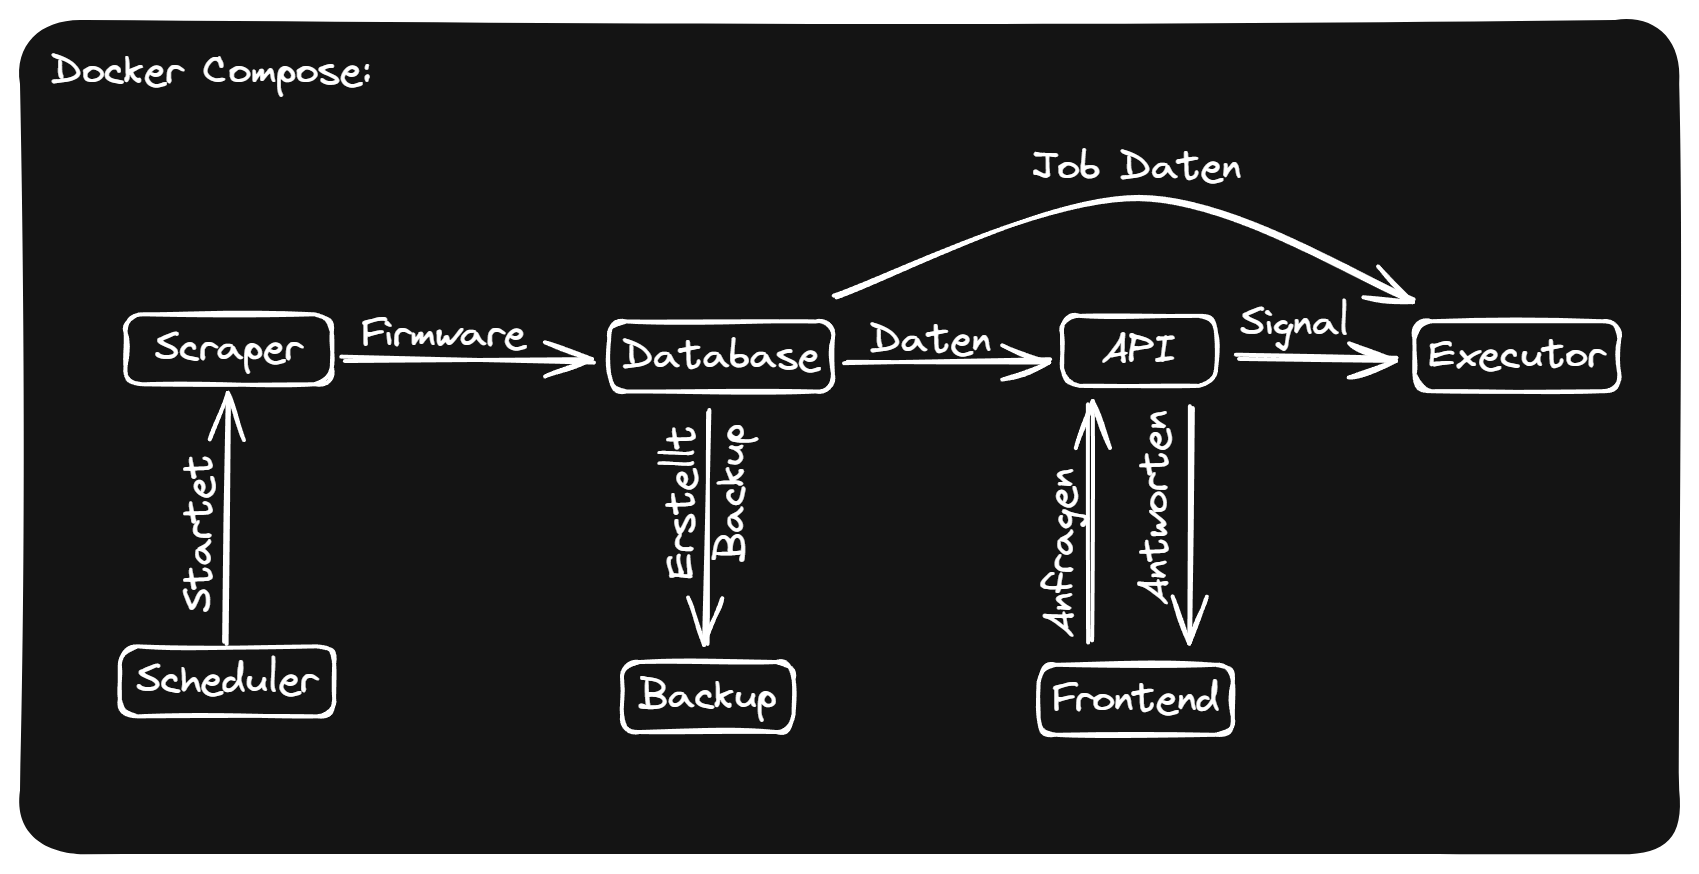 Docker Compose:
Job Daten
Scraper
Firmware
Database
Daten
API
Signal
Executor
Startet
Erstellt
Backup
Anfragen
Antworten
Scheduler
Backup
Frontend